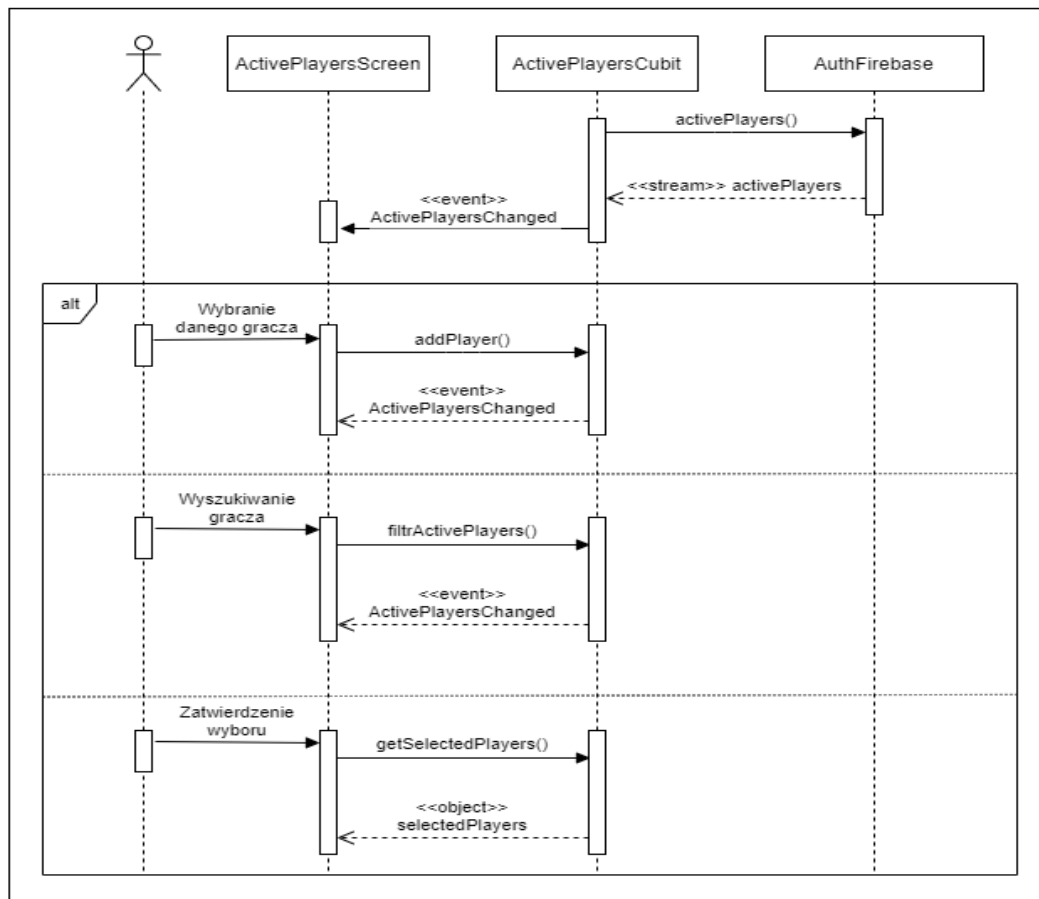 ActivePlayersScreen
ActivePlayersCubit
AuthFirebase
activePlayers()
<<stream>> activePlayers
<<event>>
ActivePlayersChanged
alt
Wybranie
danego gracza
addPlayer()
<<event>>
ActivePlayersChanged
Wyszukiwanie
gracza
filtrActivePlayers()
<<event>>
ActivePlayersChanged
Zatwierdzenie
wyboru
getSelectedPlayers()
<<object>>
selectedPlayers